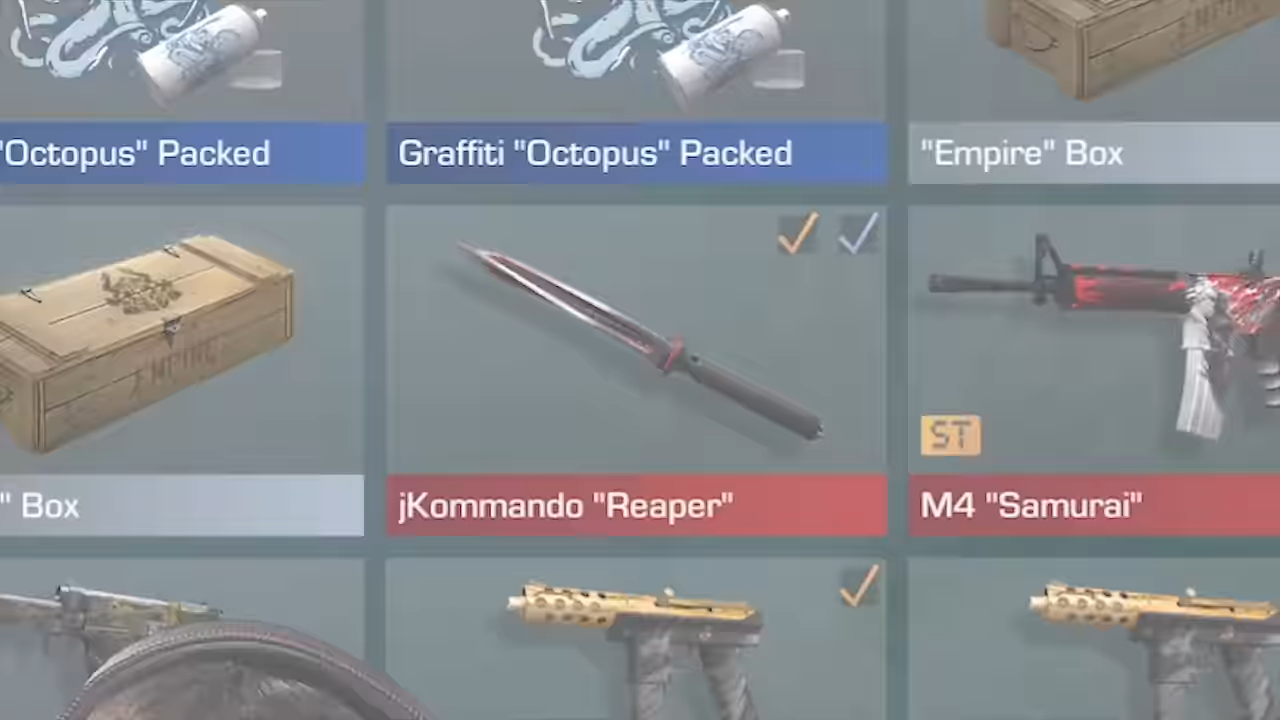 "Octopus" Packed
Graffiti "Octopus" Packed
"Empire" Box
" Box
jKommando "Reaper"
ST
M4 "Samurai"